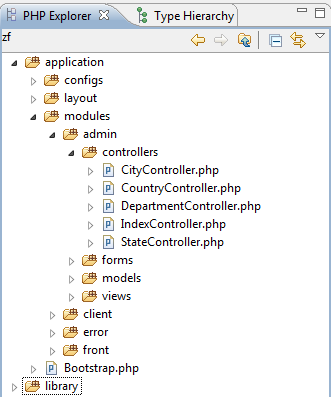 PHP Explorer Type Hierarchy
zf
application
configs
layout
modules
admin
controllers
CityController.php
CountryController.php
DepartmentController.php
IndexController.php
StateController.php
forms
models
views
client
error
front
Bootstrap.php
library